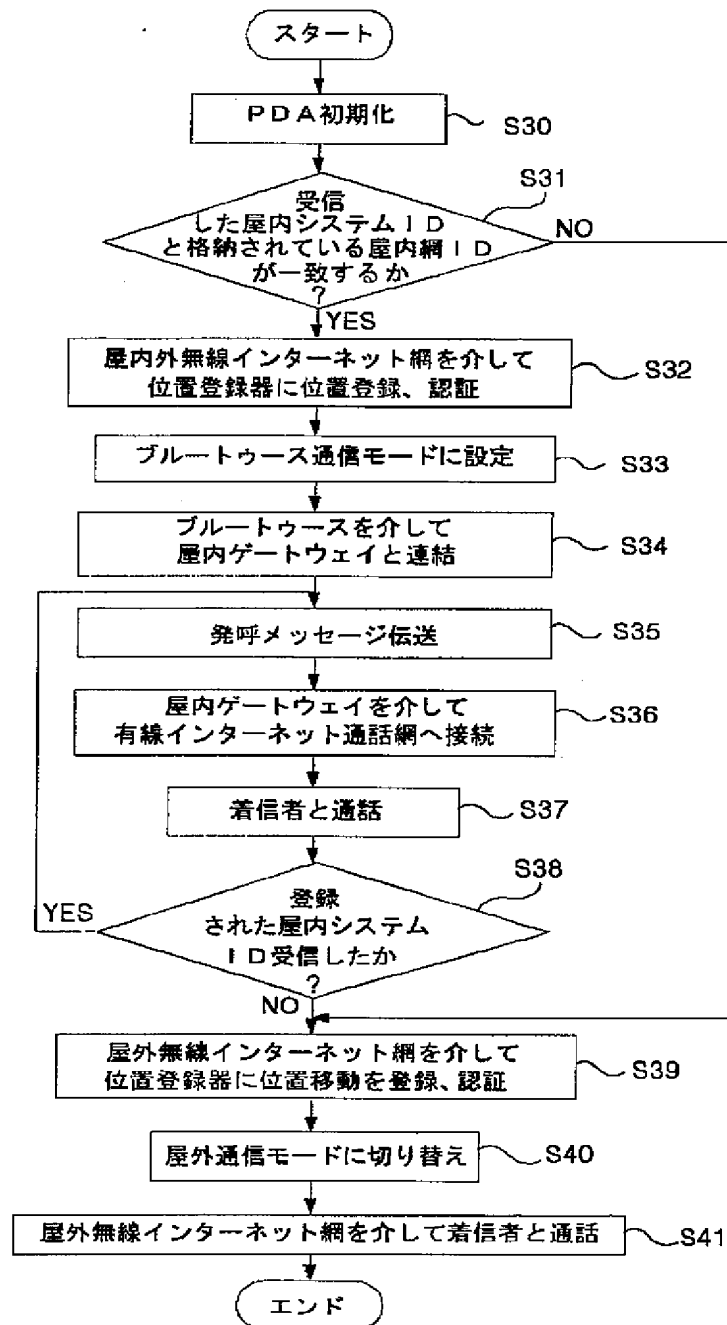 スタート
PDA初期化
S30
S31
受信
した屋内システムID
と格納されている屋内網ID
が一致するか
?
NO
YES
屋内外無線インターネット網を介して
位置登録器に位置登録、認証
S32
ブルートゥース通信モードに設定
S33
ブルートゥースを介して
屋内ゲートウェイと連結
S34
発呼メッセージ伝送
S35
屋内ゲートウェイを介して
有線インターネット通話網へ接続
S36
着信者と通話
S37
S38
登録
された屋内システム
ID受信したか
?
YES
NO
屋外無線インターネット網を介して
位置登録器に位置移動を登録、認証
S39
屋外通信モードに切り替え
S40
屋外無線インターネット網を介して着信者と通話
S41
エンド